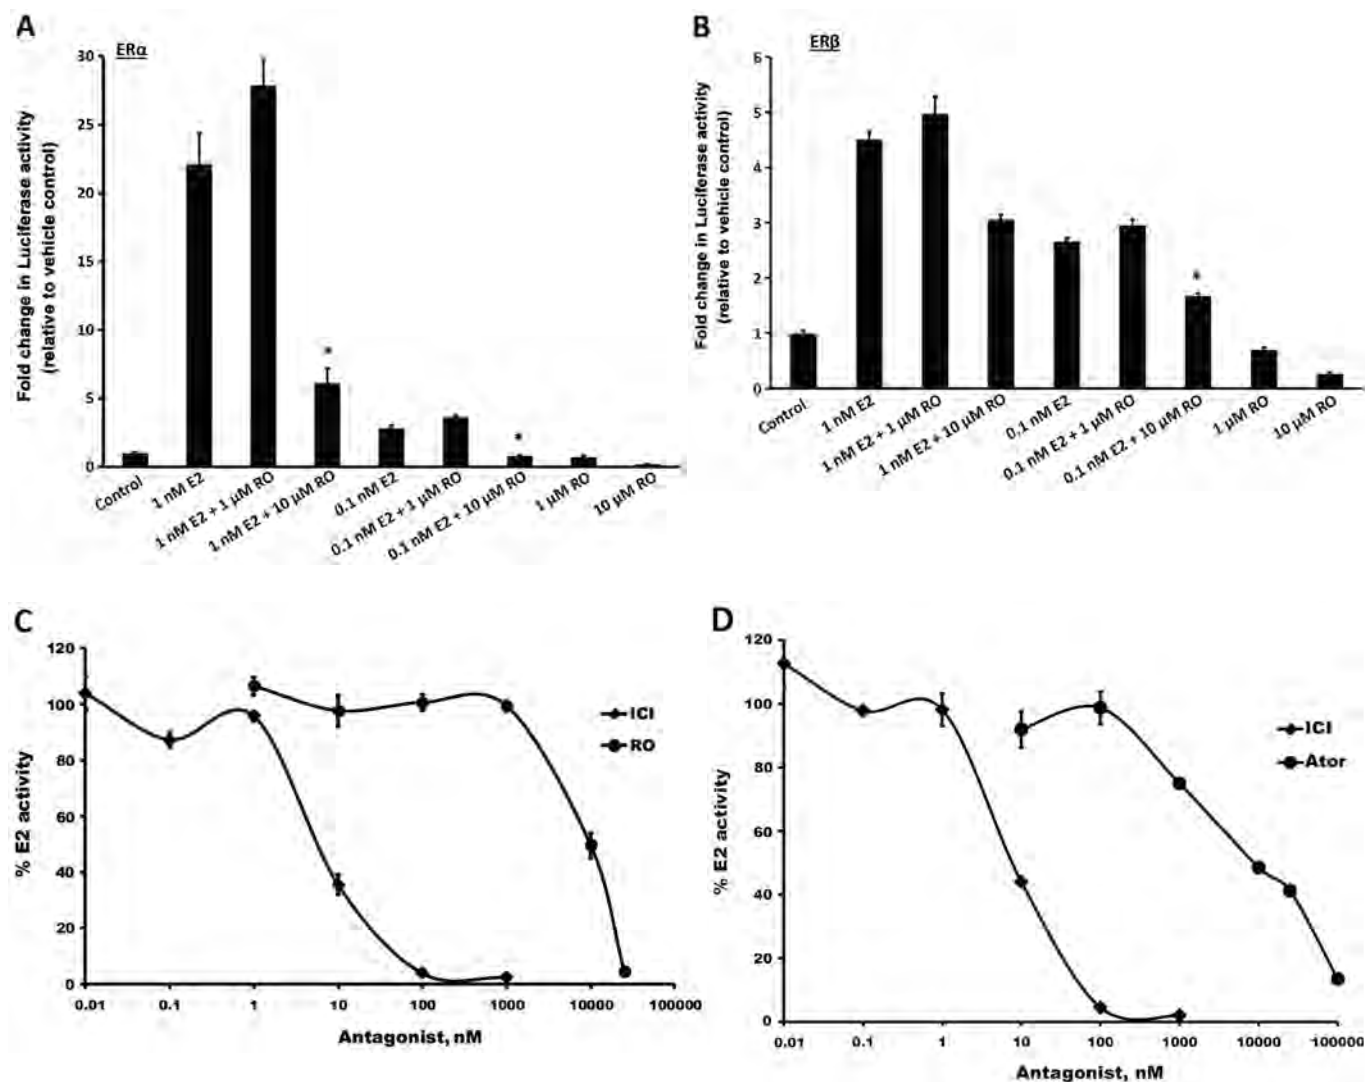 A
ERα
Fold change in Luciferase activity
(relative to vehicle control)
30
25
20
15
10
5
0
*
*
Control
1 nM E2
1 nM E2 + 1 µM RO
1 nM E2 + 10 µM RO
0.1 nM E2
0.1 nM E2 + 1 µM RO
0.1 nM E2 + 10 µM RO
1 µM RO
10 µM RO
B
ERβ
Fold change in Luciferase activity
(relative to vehicle control)
6
5
4
3
2
1
0
*
Control
1 nM E2
1 nM E2 + 1 µM RO
1 nM E2 + 10 µM RO
0.1 nM E2
0.1 nM E2 + 1 µM RO
0.1 nM E2 + 10 µM RO
1 µM RO
10 µM RO
C
% E2 activity
120
100
80
60
40
20
0
0.01 0.1 1 10 100 1000 10000 100000
Antagonist, nM
ICI
RO
D
% E2 activity
120
100
80
60
40
20
0
0.01 0.1 1 10 100 1000 10000 100000
Antagonist, nM
ICI
Ator